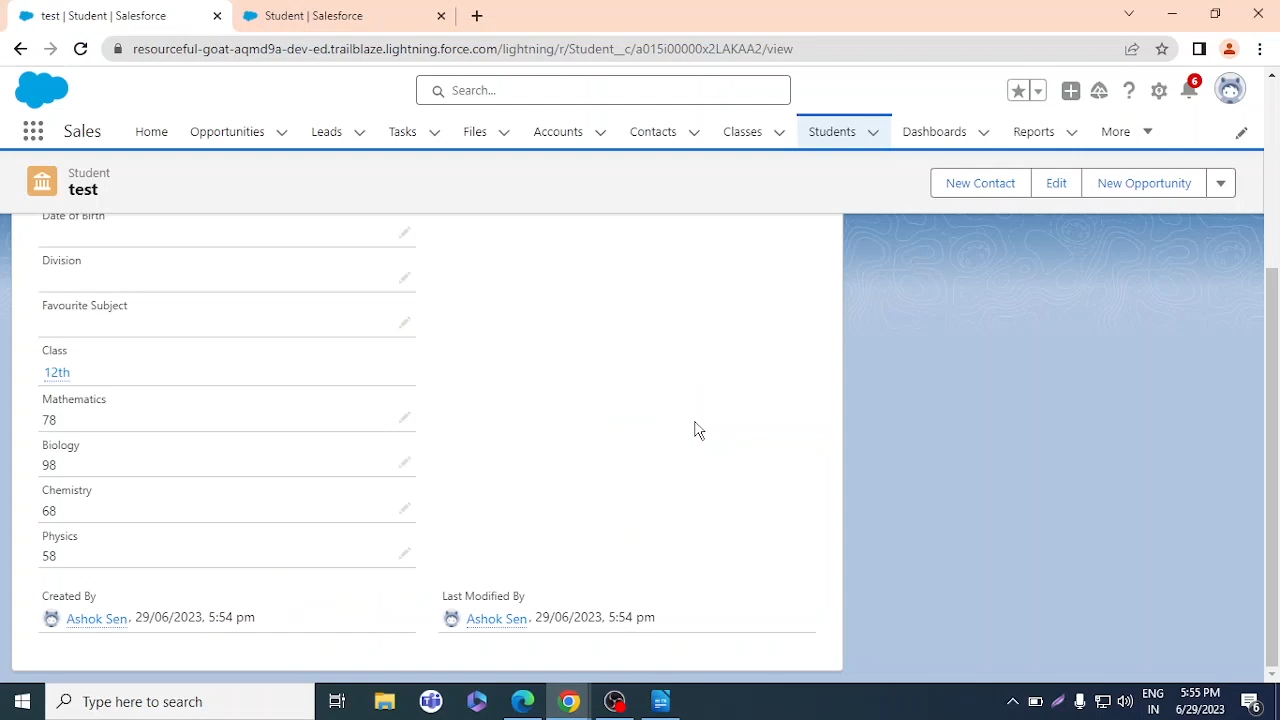 test | Student | Salesforce
Student | Salesforce
resourceful-goat-aqmd9a-dev-ed.trailblaze.lightning.force.com/lightning/r/Student__c/a015i00000x2LAKAA2/view
Search...
6
Sales
Home
Opportunities
Leads
Tasks
Files
Accounts
Contacts
Classes
Students
Dashboards
Reports
More
Student
test
New Contact
Edit
New Opportunity
Date of Birth
Division
Favourite Subject
Class
12th
Mathematics
78
Biology
98
Chemistry
68
Physics
58
Created By
Ashok Sen, 29/06/2023, 5:54 pm
Last Modified By
Ashok Sen, 29/06/2023, 5:54 pm
Type here to search
ENG
IN
5:55 PM
6/29/2023
6